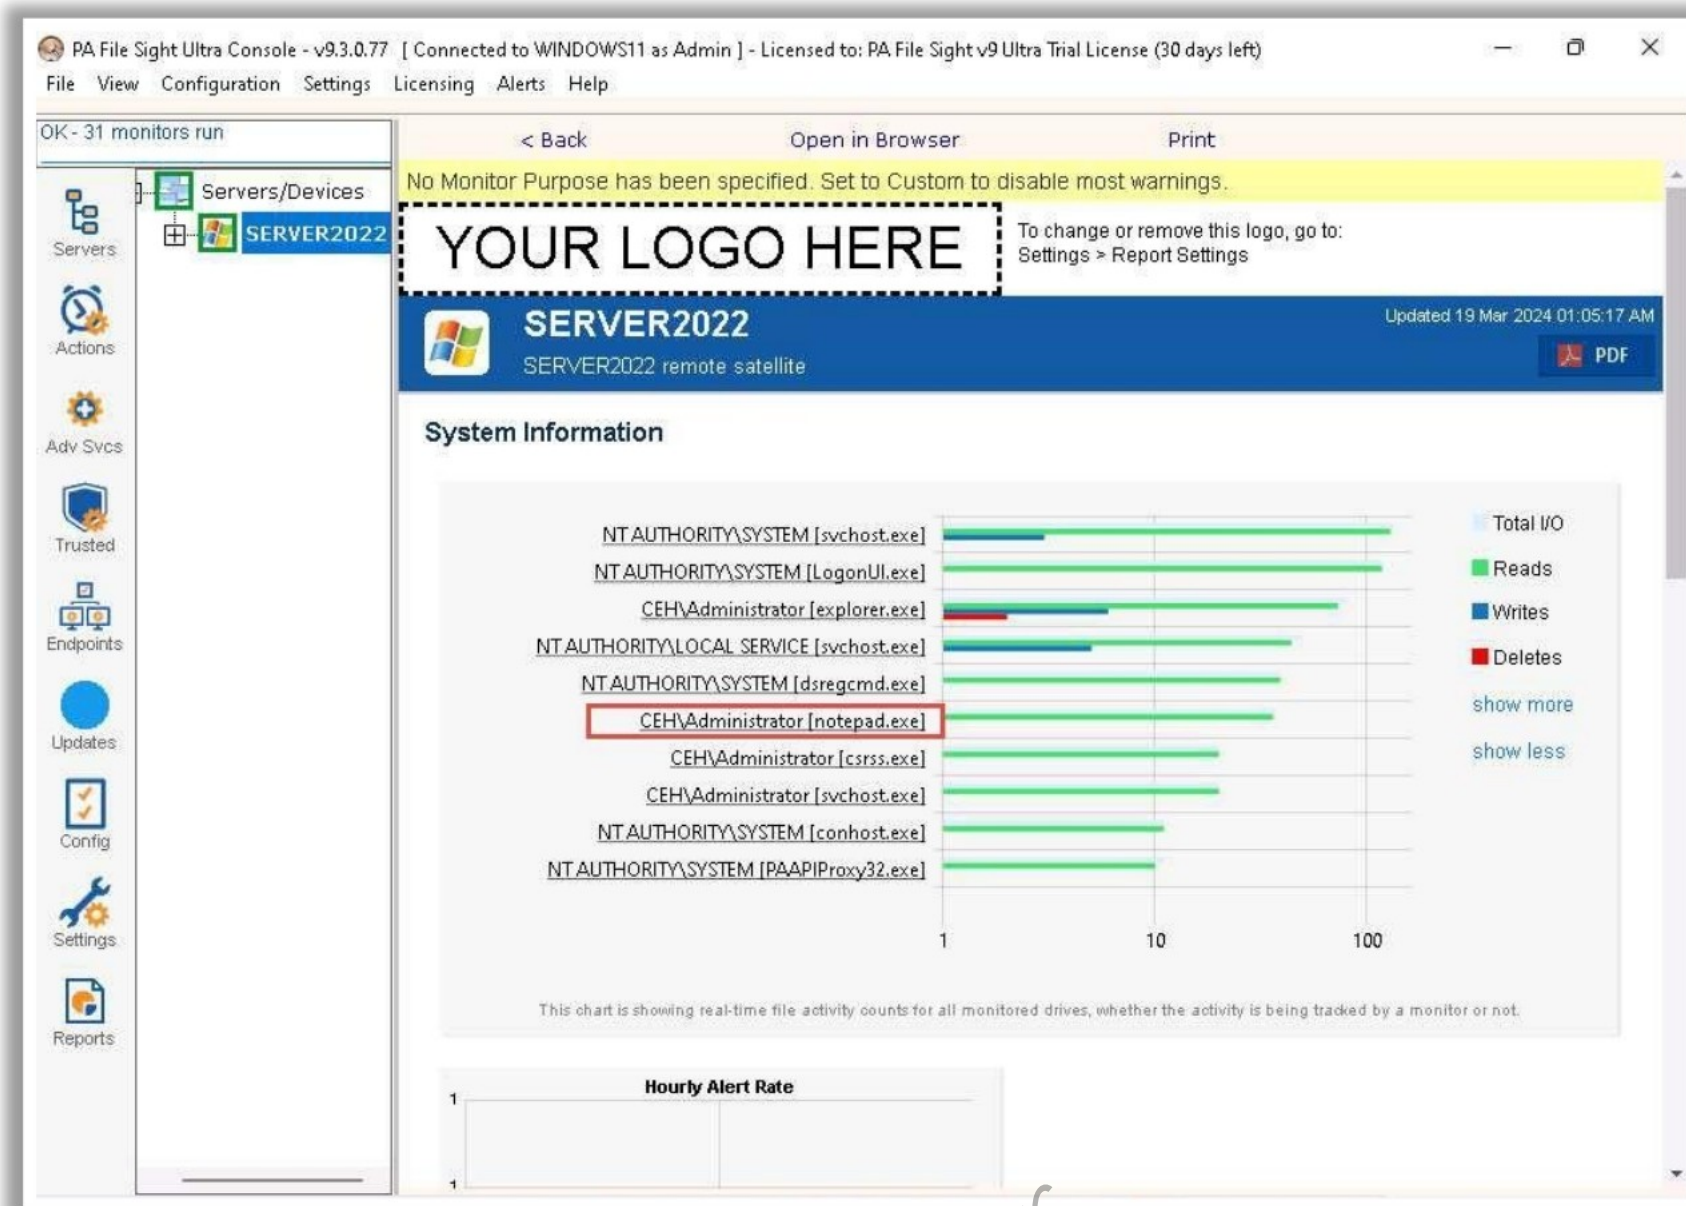 PA File Sight Ultra Console - v9.3.0.77 [ Connected to WINDOWS11 as Admin ] - Licensed to: PA File Sight v9 Ultra Trial License (30 days left)
File View Configuration Settings Licensing Alerts Help
OK - 31 monitors run
Servers
Actions
Adv Svcs
Trusted
Endpoints
Updates
Config
Settings
Reports
Servers/Devices
SERVER2022
< Back Open in Browser Print
No Monitor Purpose has been specified. Set to Custom to disable most warnings.
YOUR LOGO HERE
To change or remove this logo, go to:
Settings > Report Settings
SERVER2022
SERVER2022 remote satellite
Updated 19 Mar 2024 01:05:17 AM
PDF
System Information
NT AUTHORITY\SYSTEM [svchost.exe]
NT AUTHORITY\SYSTEM [LogonUI.exe]
CEH\Administrator [explorer.exe]
NT AUTHORITY\LOCAL SERVICE [svchost.exe]
NT AUTHORITY\SYSTEM [dsregcmd.exe]
CEH\Administrator [notepad.exe]
CEH\Administrator [csrss.exe]
CEH\Administrator [svchost.exe]
NT AUTHORITY\SYSTEM [conhost.exe]
NT AUTHORITY\SYSTEM [PAAPIProxy32.exe]
1 10 100
Total I/O
Reads
Writes
Deletes
show more
show less
This chart is showing real-time file activity counts for all monitored drives, whether the activity is being tracked by a monitor or not.
Hourly Alert Rate
1
1